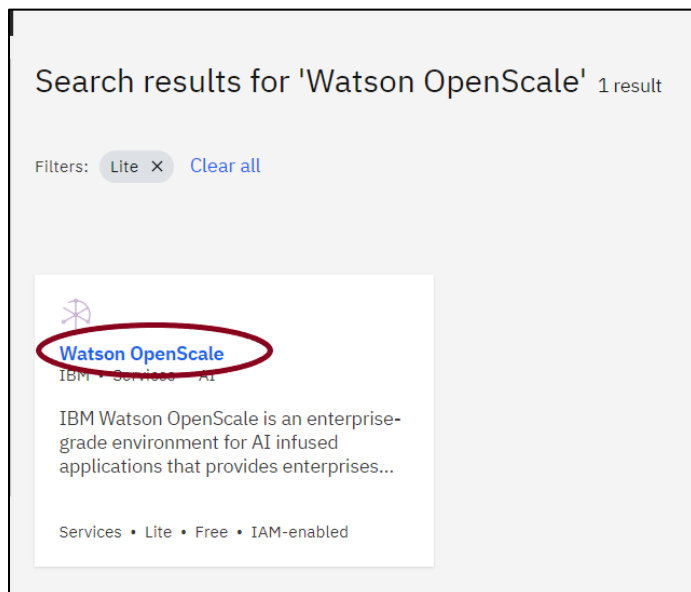 Search results for 'Watson OpenScale' 1 result
Filters: Lite × Clear all
Watson OpenScale
IBM • Services • AI
IBM Watson OpenScale is an enterprise-
grade environment for AI infused
applications that provides enterprises...
Services • Lite • Free • IAM-enabled